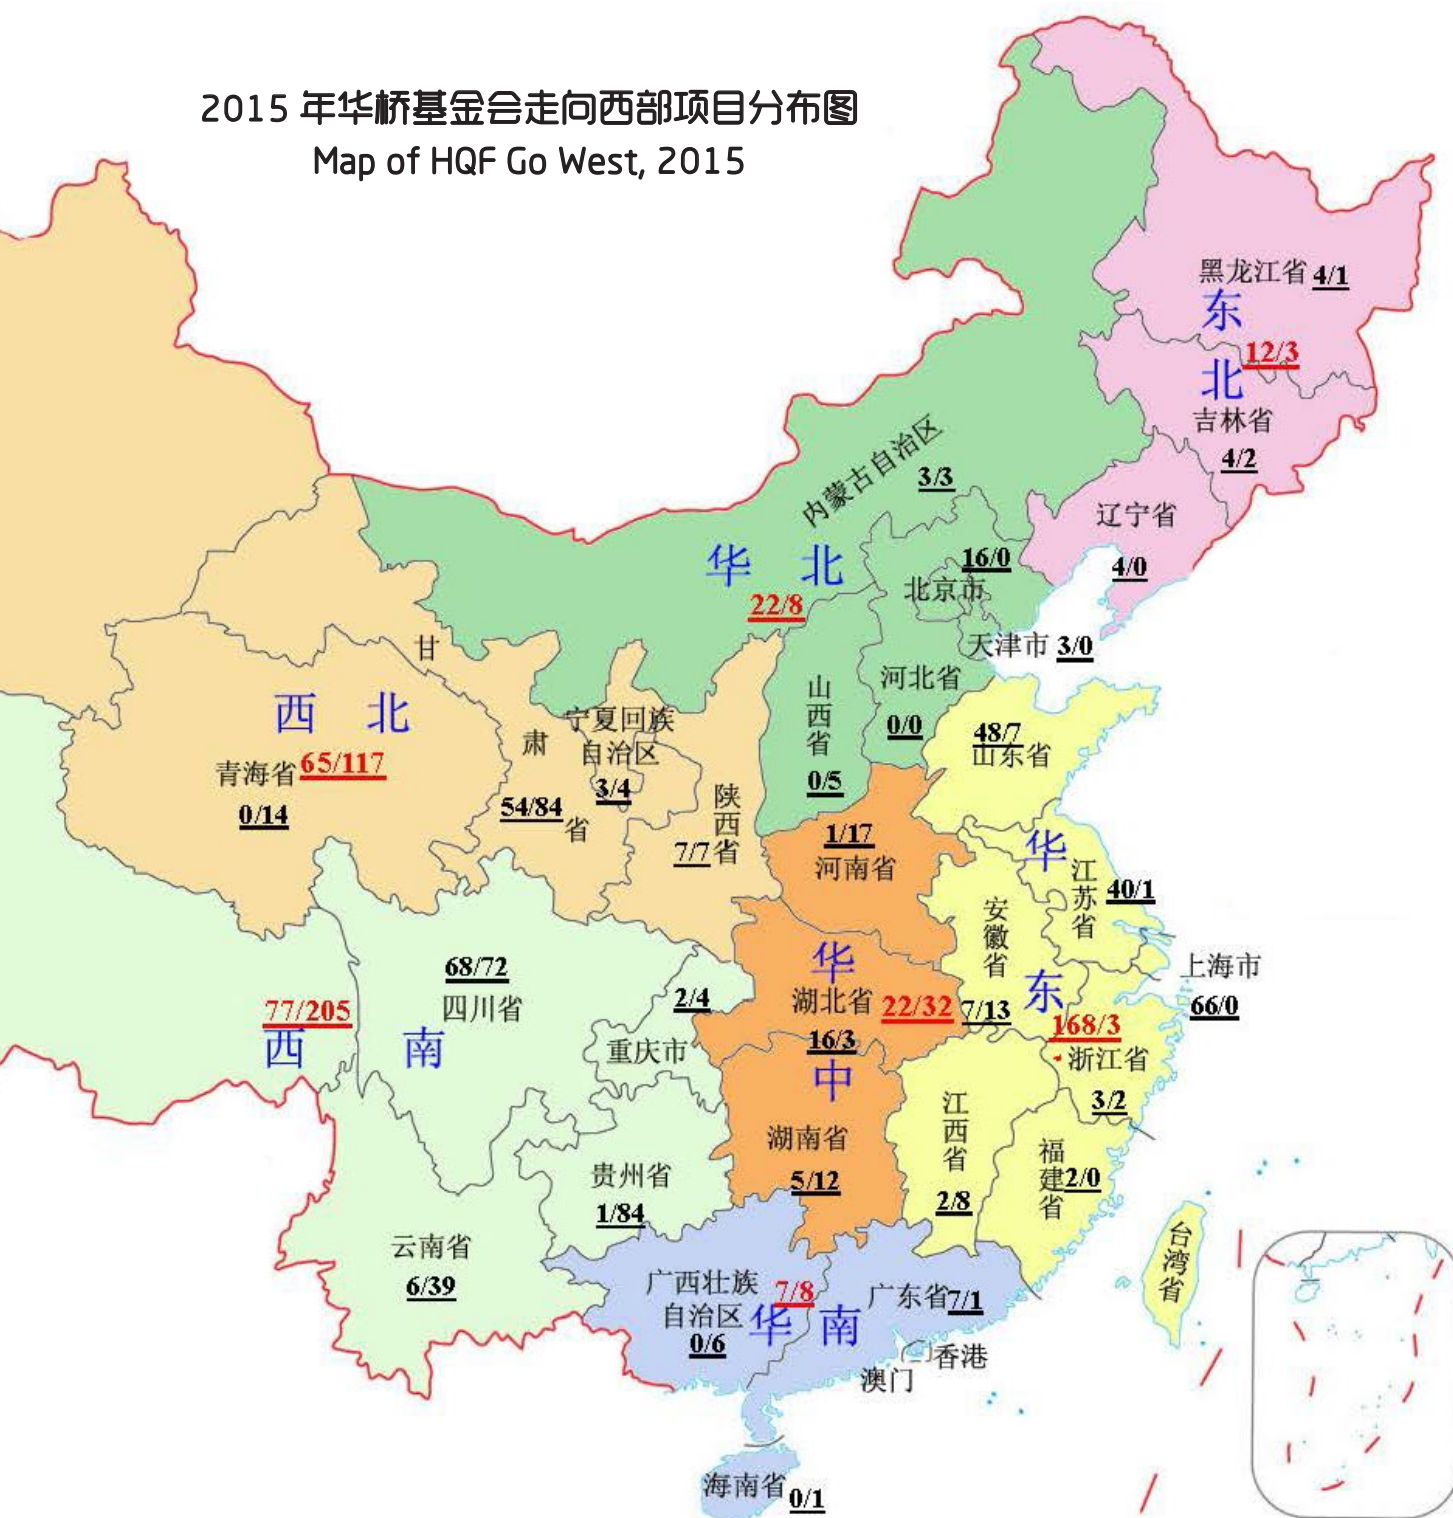 2015 年华桥基金会走向西部项目分布图
Map of HQF Go West, 2015
黑龙江省 4/1
东
北
12/3
吉林省
4/2
辽宁省
4/0
内蒙古自治区
3/3
华 北
22/8
16/0
北京市
天津市 3/0
河北省
0/0
山西省
0/5
西 北
65/117
青海省
0/14
甘
肃
省
54/84
宁夏回族
自治区
3/4
陕西省
7/7
48/7
山东省
1/17
河南省
华
东
168/3
江苏省
40/1
安徽省
7/13
上海市
66/0
浙江省
3/2
江西省
2/8
福建省
2/0
台湾省
华
中
22/32
湖北省
16/3
湖南省
5/12
68/72
四川省
77/205
西 南
2/4
重庆市
贵州省
1/84
云南省
6/39
广西壮族
自治区
0/6
7/8
华 南
广东省 7/1
香港
澳门
海南省 0/1